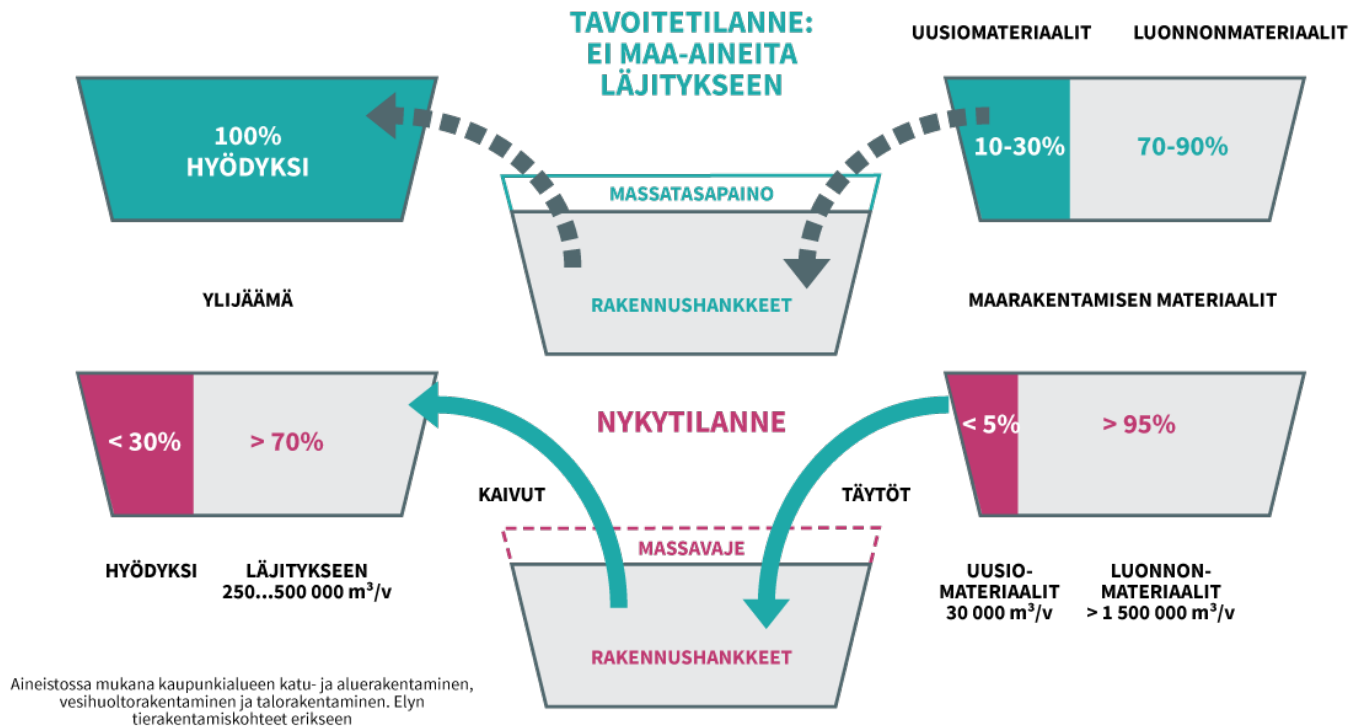 TAVOITETILANNE:
EI MAA-AINEITA
LÄJITYKSEEN
UUSIOMATERIAALIT
LUONNONMATERIAALIT
100%
HYÖDYKSI
10-30%
70-90%
MASSATASAPAINO
RAKENNUSHANKKEET
YLIJÄÄMÄ
MAARAKENTAMISEN MATERIAALIT
< 30%
> 70%
NYKYTILANNE
< 5%
> 95%
KAIVUT
TÄYTÖT
MASSAVAJE
RAKENNUSHANKKEET
HYÖDYKSI
LÄJITYKSEEN
250...500 000 m³/v
UUSIO-
MATERIAALIT
30 000 m³/v
LUONNON-
MATERIAALIT
> 1 500 000 m³/v
Aineistossa mukana kaupunkialueen katu- ja aluerakentaminen,
vesihuoltorakentaminen ja talorakentaminen. Elyn
tierakentamiskohteet erikseen